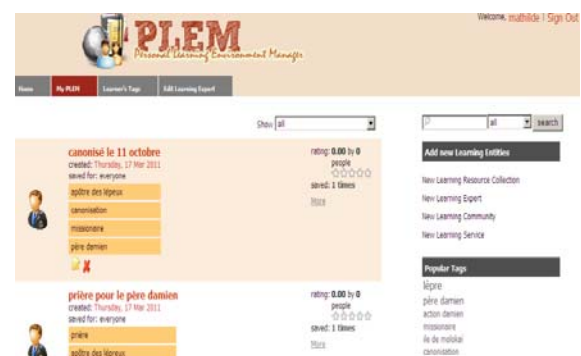 Welcome, mathilde | Sign Out
PLEM
Personal Learning Environment Manager
Home My PLEM Learner's Tags Edit Learning Expert
Show all
all search
canonisé le 11 octobre
created: Thursday, 17 Mar 2011
saved for: everyone
apôtre des lépeux
canonisation
missionaire
père damien
rating: 0.00 by 0
people
saved: 1 times
More
Add new Learning Entities
New Learning Resource Collection
New Learning Expert
New Learning Community
New Learning Service
Popular Tags
lèpre
père damien
action damien
missionaire
ile de molokai
canonisation
prière pour le père damien
created: Thursday, 17 Mar 2011
saved for: everyone
prière
apôtre des lépreux
rating: 0.00 by 0
people
saved: 1 times
More